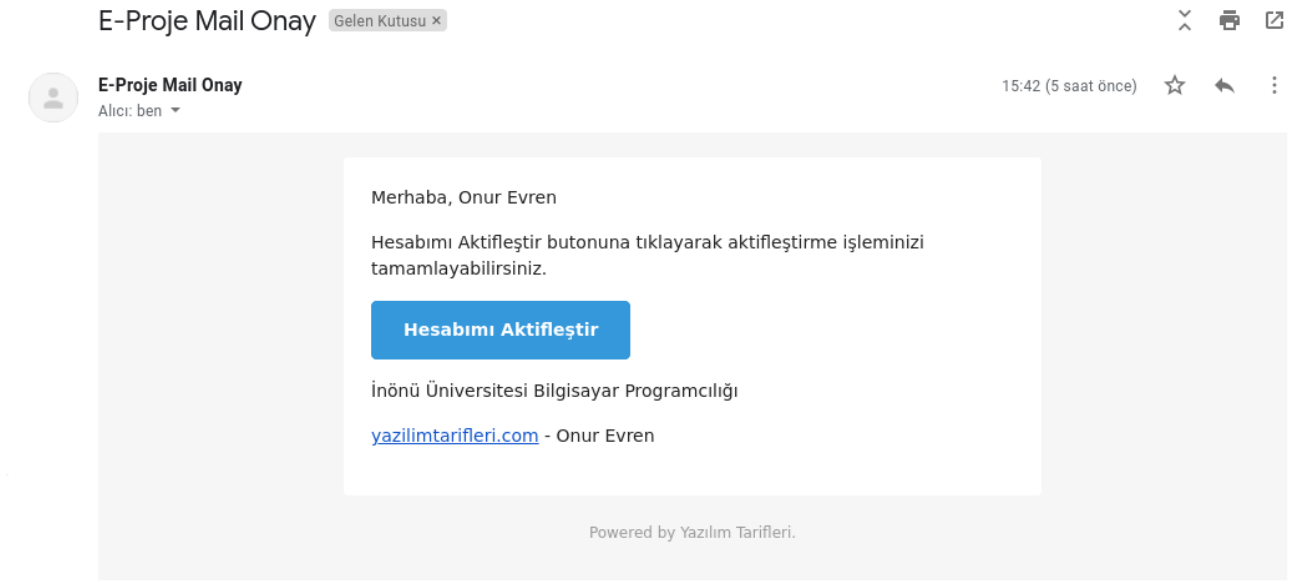 E-Proje Mail Onay Gelen Kutusu ×
E-Proje Mail Onay 15:42 (5 saat önce)
Alıcı: ben
Merhaba, Onur Evren
Hesabımı Aktifleştir butonuna tıklayarak aktifleştirme işleminizi
tamamlayabilirsiniz.
Hesabımı Aktifleştir
İnönü Üniversitesi Bilgisayar Programcılığı
yazilimtarifleri.com - Onur Evren
Powered by Yazılım Tarifleri.